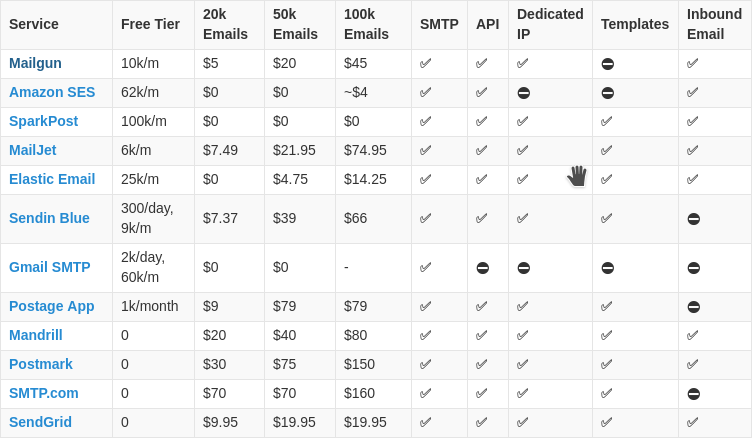 Service Free Tier 20k Emails 50k Emails 100k Emails SMTP API Dedicated IP Templates Inbound Email
Mailgun 10k/m $5 $20 $45 ✅ ✅ ✅ ⛔ ✅
Amazon SES 62k/m $0 $0 ~$4 ✅ ✅ ⛔ ⛔ ✅
SparkPost 100k/m $0 $0 $0 ✅ ✅ ✅ ✅ ✅
MailJet 6k/m $7.49 $21.95 $74.95 ✅ ✅ ✅ ✅ ✅
Elastic Email 25k/m $0 $4.75 $14.25 ✅ ✅ ✅ ✅ ✅
Sendin Blue 300/day, 9k/m $7.37 $39 $66 ✅ ✅ ✅ ✅ ⛔
Gmail SMTP 2k/day, 60k/m $0 $0 - ✅ ⛔ ⛔ ⛔ ⛔
Postage App 1k/month $9 $79 $79 ✅ ✅ ✅ ✅ ⛔
Mandrill 0 $20 $40 $80 ✅ ✅ ✅ ✅ ✅
Postmark 0 $30 $75 $150 ✅ ✅ ✅ ✅ ✅
SMTP.com 0 $70 $70 $160 ✅ ✅ ✅ ✅ ⛔
SendGrid 0 $9.95 $19.95 $19.95 ✅ ✅ ✅ ✅ ✅